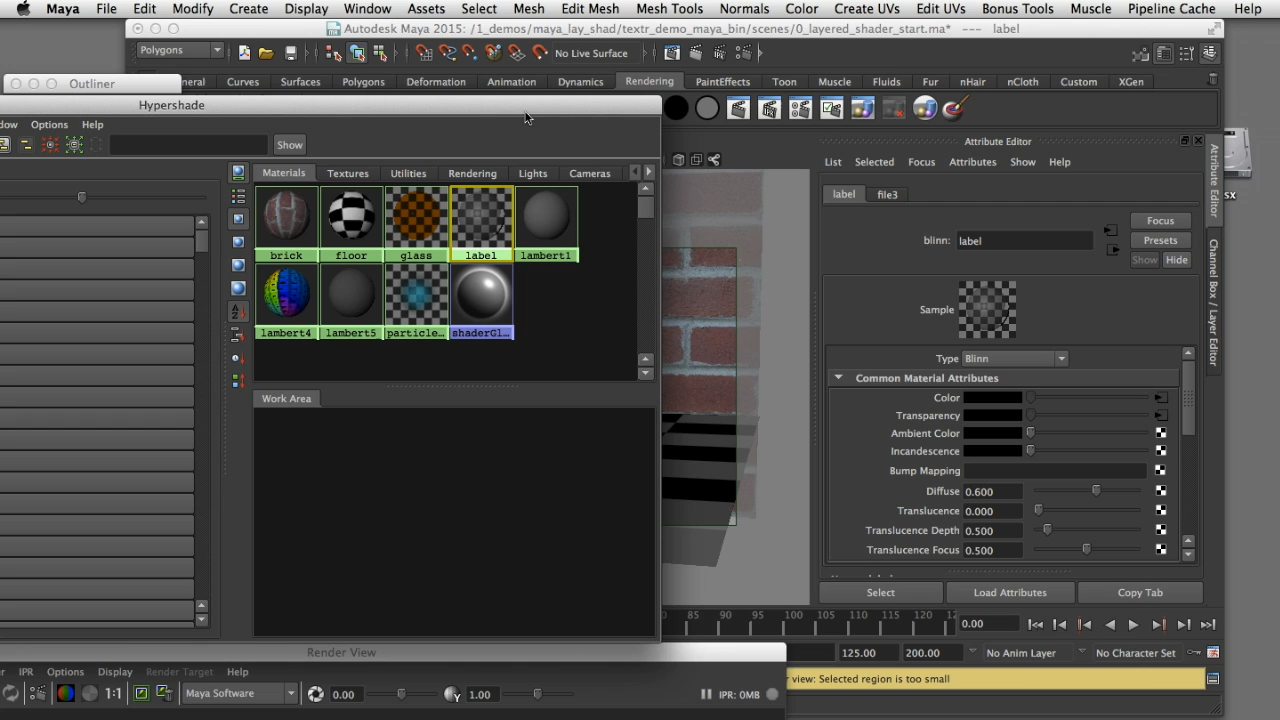 Maya File Edit Modify Create Display Window Assets Select Mesh Edit Mesh Mesh Tools Normals Color Create UVs Edit UVs Bonus Tools Muscle Pipeline Cache Help
Autodesk Maya 2015: /1_demos/maya_lay_shad/textr_demo_maya_bin/scenes/0_layered_shader_start.ma* --- label
Polygons No Live Surface
Outliner neral Curves Surfaces Polygons Deformation Animation Dynamics Rendering PaintEffects Toon Muscle Fluids Fur nHair nCloth Custom XGen
Hypershade
dow Options Help
Show
Materials Textures Utilities Rendering Lights Cameras
brick floor glass label lambert1
lambert4 lambert5 particle... shaderGl...
Work Area
Attribute Editor
List Selected Focus Attributes Show Help
label file3
Focus
blinn: label Presets
Show Hide
Sample
Type Blinn
Common Material Attributes
Color
Transparency
Ambient Color
Incandescence
Bump Mapping
Diffuse 0.600
Translucence 0.000
Translucence Depth 0.500
Translucence Focus 0.500
Select Load Attributes Copy Tab
Attribute Editor
Channel Box / Layer Editor
SX
85 90 95 100 105 110 115 120 12 0.00
125.00 200.00 No Anim Layer No Character Set
Render View
er IPR Options Display Render Target Help
r view: Selected region is too small
1:1 Maya Software 0.00 1.00 IPR: 0MB